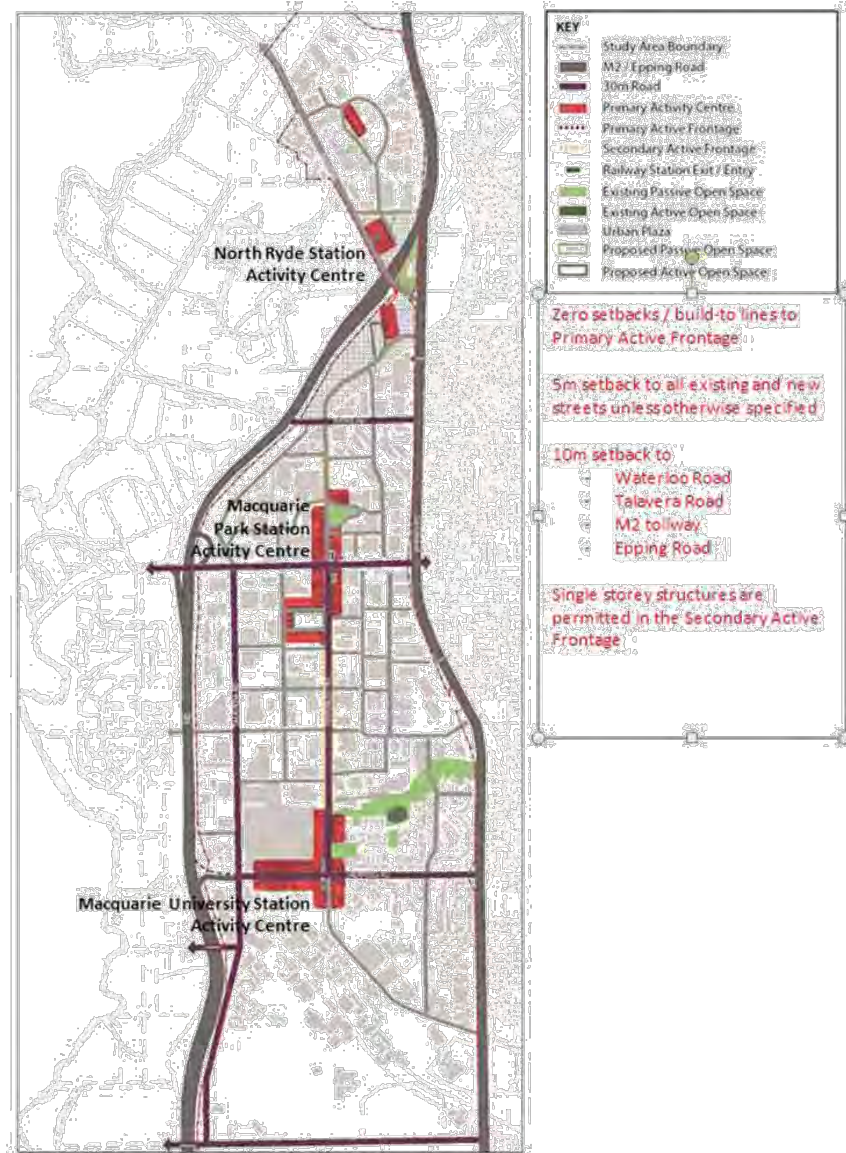 KEY
Study Area Boundary
M2 / Epping Road
30m Road
Primary Activity Centre
Primary Active Frontage
Secondary Active Frontage
Railway Station Exit / Entry
Existing Passive Open Space
Existing Active Open Space
Urban Plaza
Proposed Passive Open Space
Proposed Active Open Space
Zero setbacks / build-to lines to
Primary Active Frontage
5m setback to all existing and new
streets unless otherwise specified
10m setback to
Waterloo Road
Talavera Road
M2 tollway
Epping Road
Single storey structures are
permitted in the Secondary Active
Frontage
North Ryde Station
Activity Centre
Macquarie
Park Station
Activity Centre
Macquarie University Station
Activity Centre